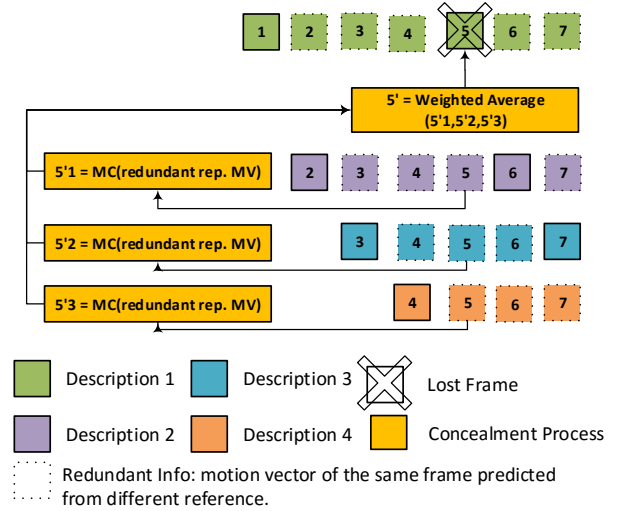 1 2 3 4 5 6 7
5' = Weighted Average
(5'1,5'2,5'3)
5'1 = MC(redundant rep. MV) 2 3 4 5 6 7
5'2 = MC(redundant rep. MV) 3 4 5 6 7
5'3 = MC(redundant rep. MV) 4 5 6 7
Description 1 Description 3 Lost Frame
Description 2 Description 4 Concealment Process
Redundant Info: motion vector of the same frame predicted
from different reference.